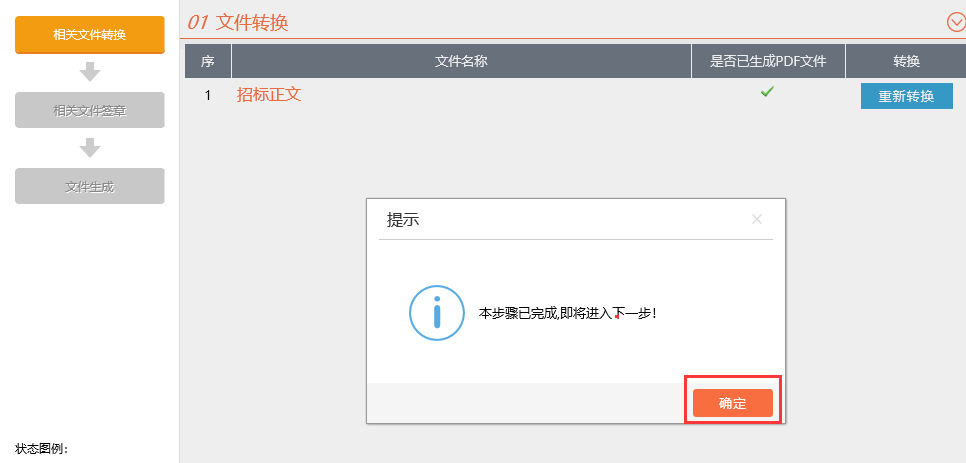 相关文件转换
相关文件签章
文件生成
状态图例：
01 文件转换
序 文件名称 是否已生成PDF文件 转换
1 招标正文 重新转换
提示
本步骤已完成,即将进入下一步!
确定